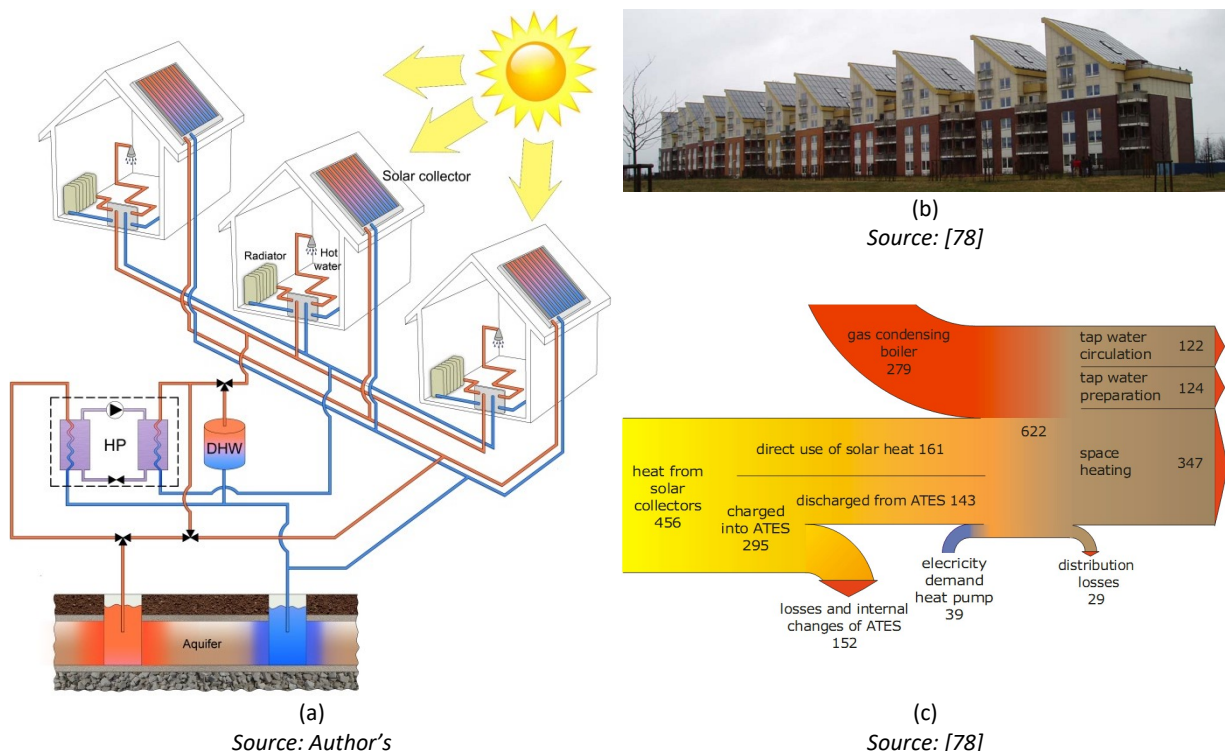 Solar collector
Radiator
Hot
water
HP
DHW
Aquifer
(a)
Source: Author’s
(b)
Source: [78]
gas condensing
boiler
279
tap water
circulation
122
tap water
preparation
124
622
direct use of solar heat 161
space
heating
347
heat from
solar
collectors
456
discharged from ATES 143
charged
into ATES
295
losses and internal
changes of ATES
152
elecricity
demand
heat pump
39
distribution
losses
29
(c)
Source: [78]